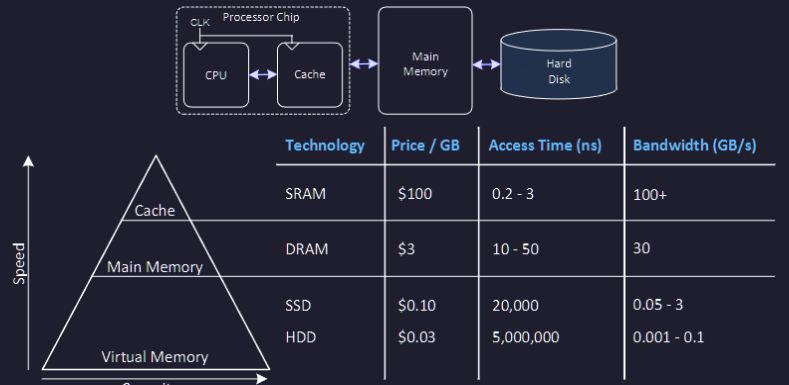 CLK
Processor Chip
CPU
Cache
Main
Memory
Hard
Disk
Technology Price / GB Access Time (ns) Bandwidth (GB/s)
SRAM $100 0.2 - 3 100+
DRAM $3 10 - 50 30
SSD $0.10 20,000 0.05 - 3
HDD $0.03 5,000,000 0.001 - 0.1
Speed
Cache
Main Memory
Virtual Memory